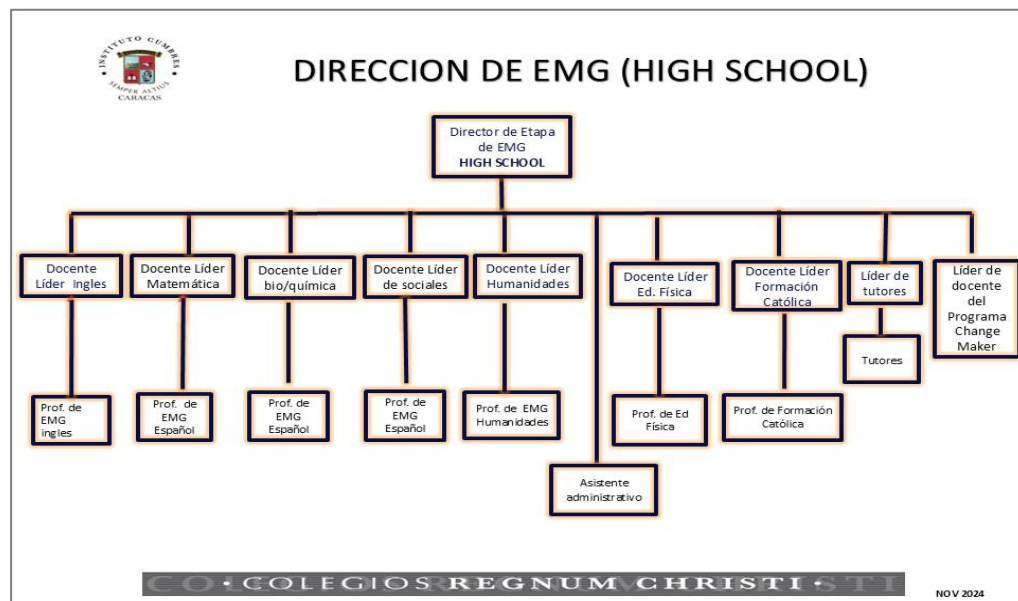 INSTITUTO CUMBRES
SEMPER ALTIUS
CARACAS
DIRECCION DE EMG (HIGH SCHOOL)
Director de Etapa
de EMG
HIGH SCHOOL
Docente
Líder Ingles
Docente Líder
Matemática
Docente Líder
bio/química
Docente Líder
de sociales
Docente Líder
Humanidades
Docente Líder
Ed. Física
Docente Líder
Formación
Católica
Líder de
tutores
Líder de
docente
del
Programa
Change
Maker
Tutores
Prof. de
EMG
ingles
Prof. de
EMG
Español
Prof. de
EMG
Español
Prof. de
EMG
Español
Prof. de EMG
Humanidades
Prof. de Ed
Física
Prof. de Formación
Católica
Asistente
administrativo
• COLEGIOS REGNUM CHRISTI •
NOV 2024